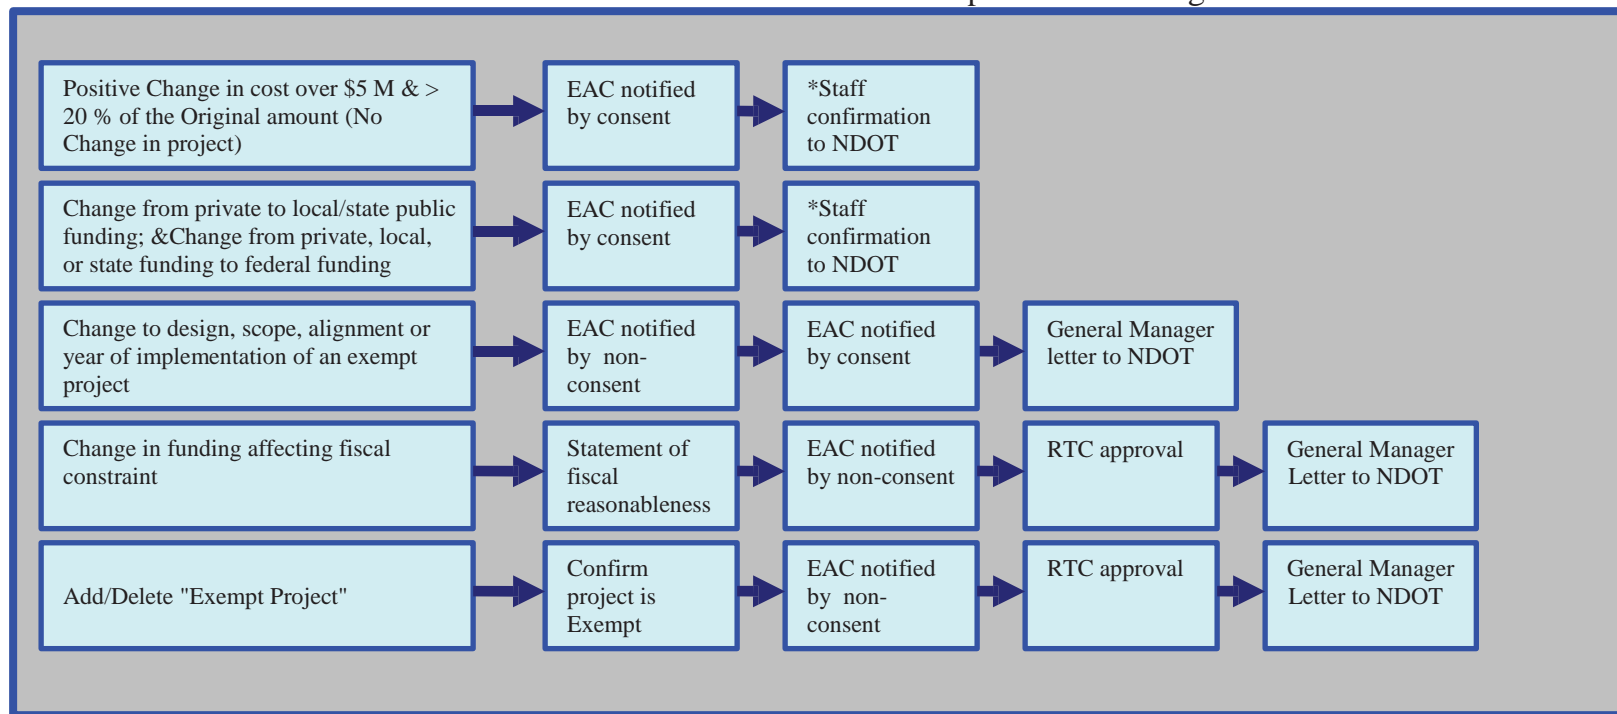 Positive Change in cost over $5 M & >
20 % of the Original amount (No
Change in project)
EAC notified
by consent
*Staff
confirmation
to NDOT
Change from private to local/state public
funding; &Change from private, local,
or state funding to federal funding
EAC notified
by consent
*Staff
confirmation
to NDOT
Change to design, scope, alignment or
year of implementation of an exempt
project
EAC notified
by non-
consent
EAC notified
by consent
General Manager
letter to NDOT
Change in funding affecting fiscal
constraint
Statement of
fiscal
reasonableness
EAC notified
by non-consent
RTC approval
General Manager
Letter to NDOT
Add/Delete "Exempt Project"
Confirm
project is
Exempt
EAC notified
by non-
consent
RTC approval
General Manager
Letter to NDOT